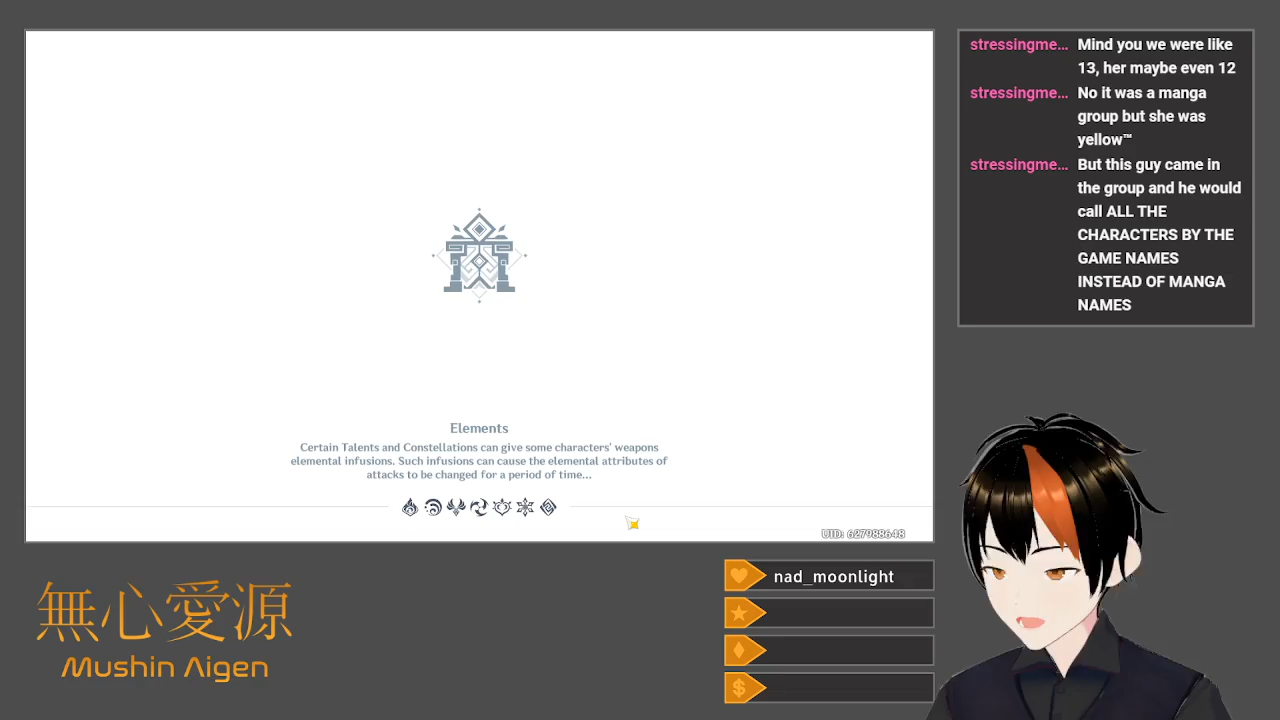 stressingme... Mind you we were like
13, her maybe even 12
stressingme... No it was a manga
group but she was
yellow™
stressingme... But this guy came in
the group and he would
call ALL THE
CHARACTERS BY THE
GAME NAMES
INSTEAD OF MANGA
NAMES
Elements
Certain Talents and Constellations can give some characters' weapons
elemental infusions. Such infusions can cause the elemental attributes of
attacks to be changed for a period of time...
UID: 627988648
nad_moonlight
無心愛源
Mushin Aigen